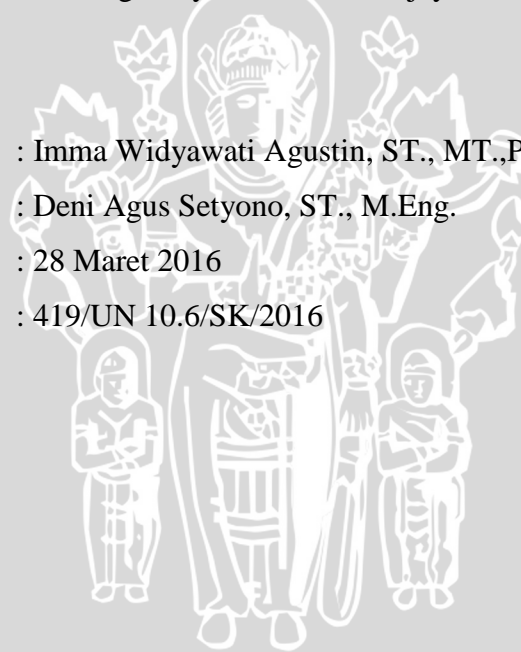 : Imma Widyawati Agustin, ST., MT.,P
: Deni Agus Setyono, ST., M.Eng.
: 28 Maret 2016
: 419/UN 10.6/SK/2016